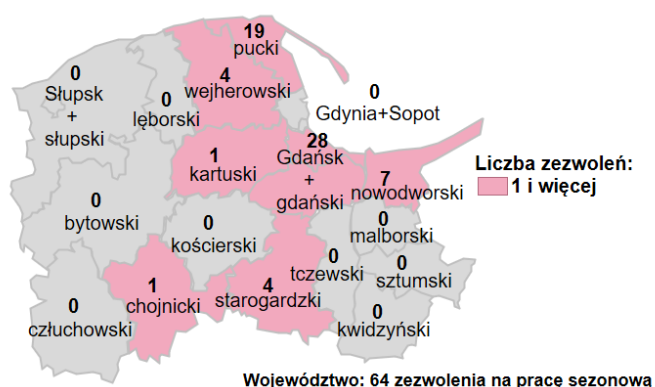 19
pucki
4
wejherowski
0
Słupsk
+
słupski
0
lęborski
0
Gdynia+Sopot
28
Gdańsk
+
gdański
1
kartuski
7
nowodworski
Liczba zezwoleń:
1 i więcej
0
bytowski
0
kościerski
0
malborski
0
tczewski
0
sztumski
1
chojnicki
4
starogardzki
0
człuchowski
0
kwidzyński
Województwo: 64 zezwolenia na pracę sezonową